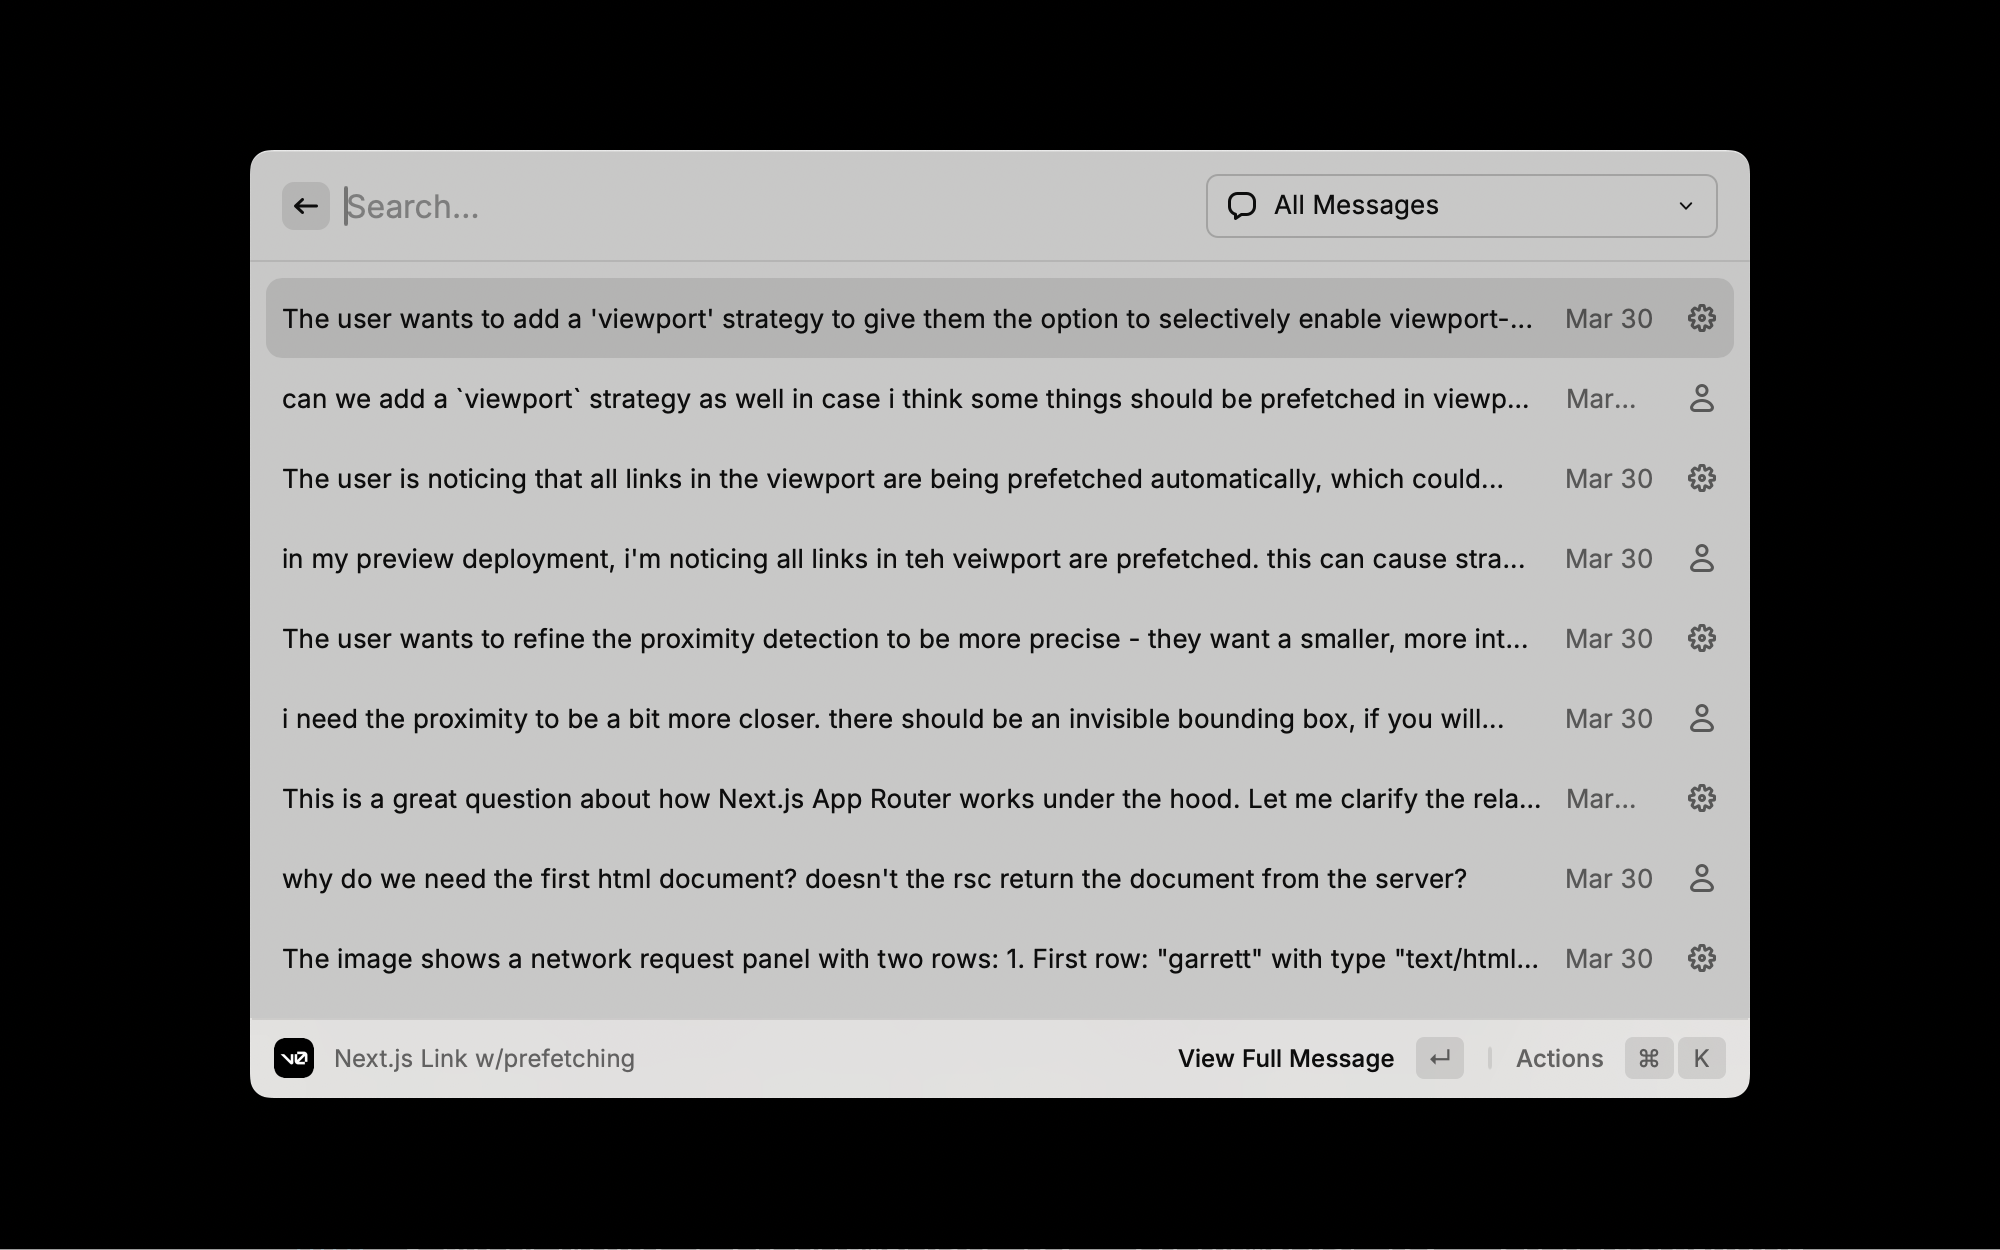 Search...
All Messages
The user wants to add a 'viewport' strategy to give them the option to selectively enable viewport-... Mar 30
can we add a `viewport` strategy as well in case i think some things should be prefetched in viewp... Mar...
The user is noticing that all links in the viewport are being prefetched automatically, which could... Mar 30
in my preview deployment, i'm noticing all links in teh veiwport are prefetched. this can cause stra... Mar 30
The user wants to refine the proximity detection to be more precise - they want a smaller, more int... Mar 30
i need the proximity to be a bit more closer. there should be an invisible bounding box, if you will... Mar 30
This is a great question about how Next.js App Router works under the hood. Let me clarify the rela... Mar...
why do we need the first html document? doesn't the rsc return the document from the server? Mar 30
The image shows a network request panel with two rows: 1. First row: "garrett" with type "text/html... Mar 30
v0 Next.js Link w/prefetching View Full Message ↵ Actions ⌘ K